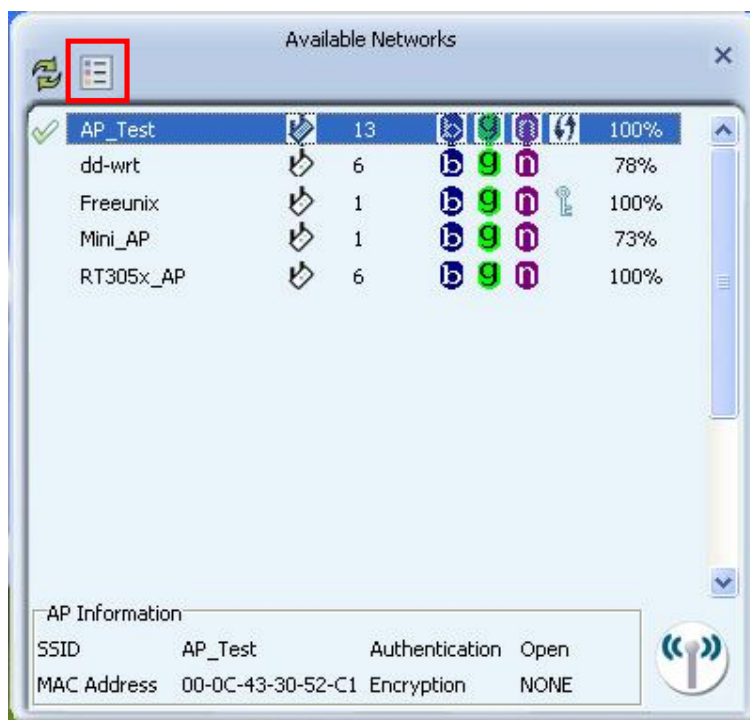 Available Networks
AP_Test 13 b g n 100%
dd-wrt 6 b g n 78%
Freeunix 1 b g n 100%
Mini_AP 1 b g n 73%
RT305x_AP 6 b g n 100%
AP Information
SSID AP_Test Authentication Open
MAC Address 00-0C-43-30-52-C1 Encryption NONE